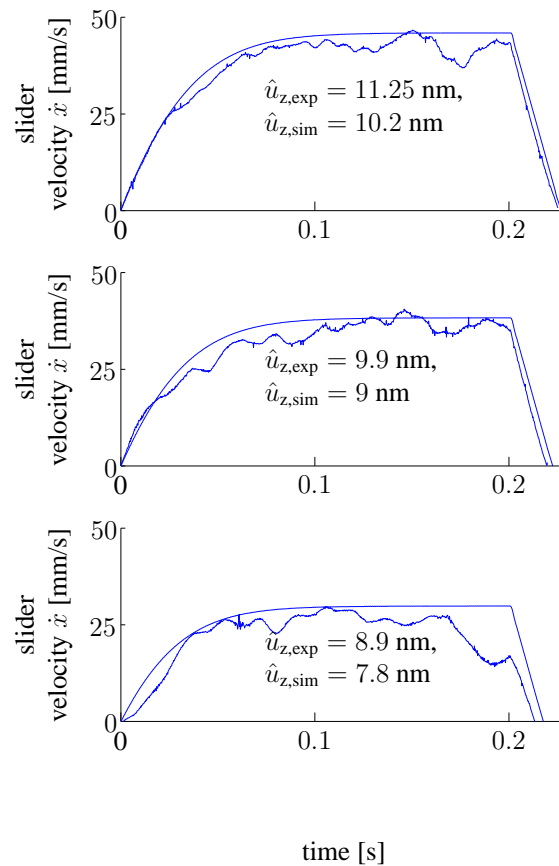 50
25
0
slider
velocity ẋ [mm/s]
û_z,exp = 11.25 nm,
û_z,sim = 10.2 nm
0 0.1 0.2
50
25
0
slider
velocity ẋ [mm/s]
û_z,exp = 9.9 nm,
û_z,sim = 9 nm
0 0.1 0.2
50
25
0
slider
velocity ẋ [mm/s]
û_z,exp = 8.9 nm,
û_z,sim = 7.8 nm
0 0.1 0.2
time [s]